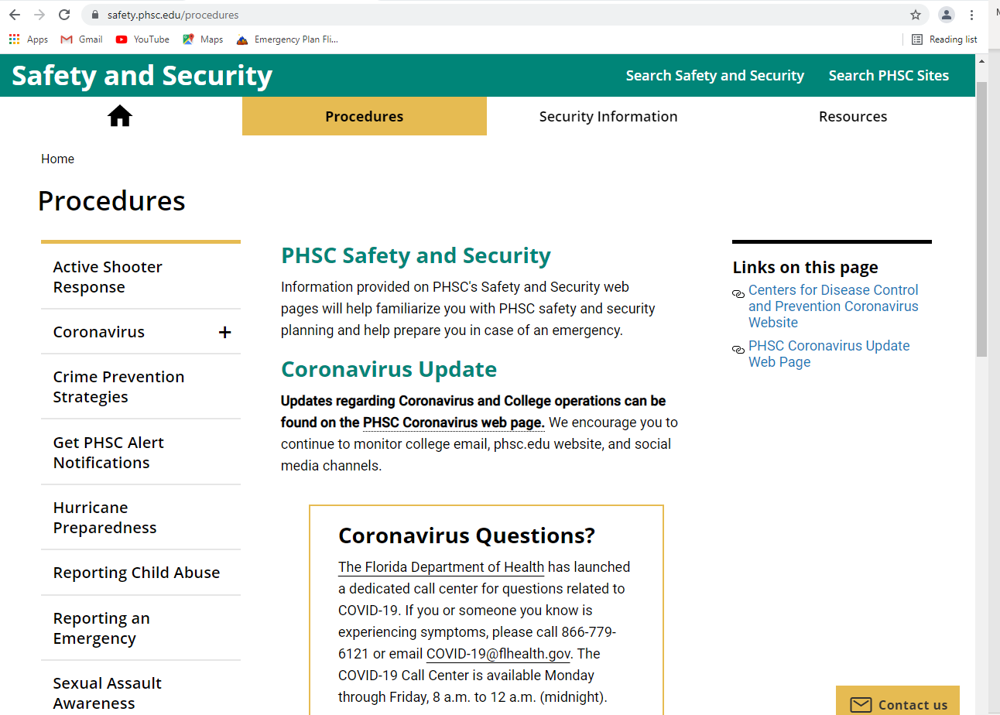 safety.phsc.edu/procedures
Apps Gmail YouTube Maps Emergency Plan Fli... Reading list
Safety and Security Search Safety and Security Search PHSC Sites
Procedures Security Information Resources
Home
Procedures
Active Shooter
Response
Coronavirus +
Crime Prevention
Strategies
Get PHSC Alert
Notifications
Hurricane
Preparedness
Reporting Child Abuse
Reporting an
Emergency
Sexual Assault
Awareness
PHSC Safety and Security
Information provided on PHSC's Safety and Security web
pages will help familiarize you with PHSC safety and security
planning and help prepare you in case of an emergency.
Coronavirus Update
Updates regarding Coronavirus and College operations can be
found on the PHSC Coronavirus web page. We encourage you to
continue to monitor college email, phsc.edu website, and social
media channels.
Coronavirus Questions?
The Florida Department of Health has launched
a dedicated call center for questions related to
COVID-19. If you or someone you know is
experiencing symptoms, please call 866-779-
6121 or email COVID-19@flhealth.gov. The
COVID-19 Call Center is available Monday
through Friday, 8 a.m. to 12 a.m. (midnight).
Links on this page
Centers for Disease Control
and Prevention Coronavirus
Website
PHSC Coronavirus Update
Web Page
Contact us